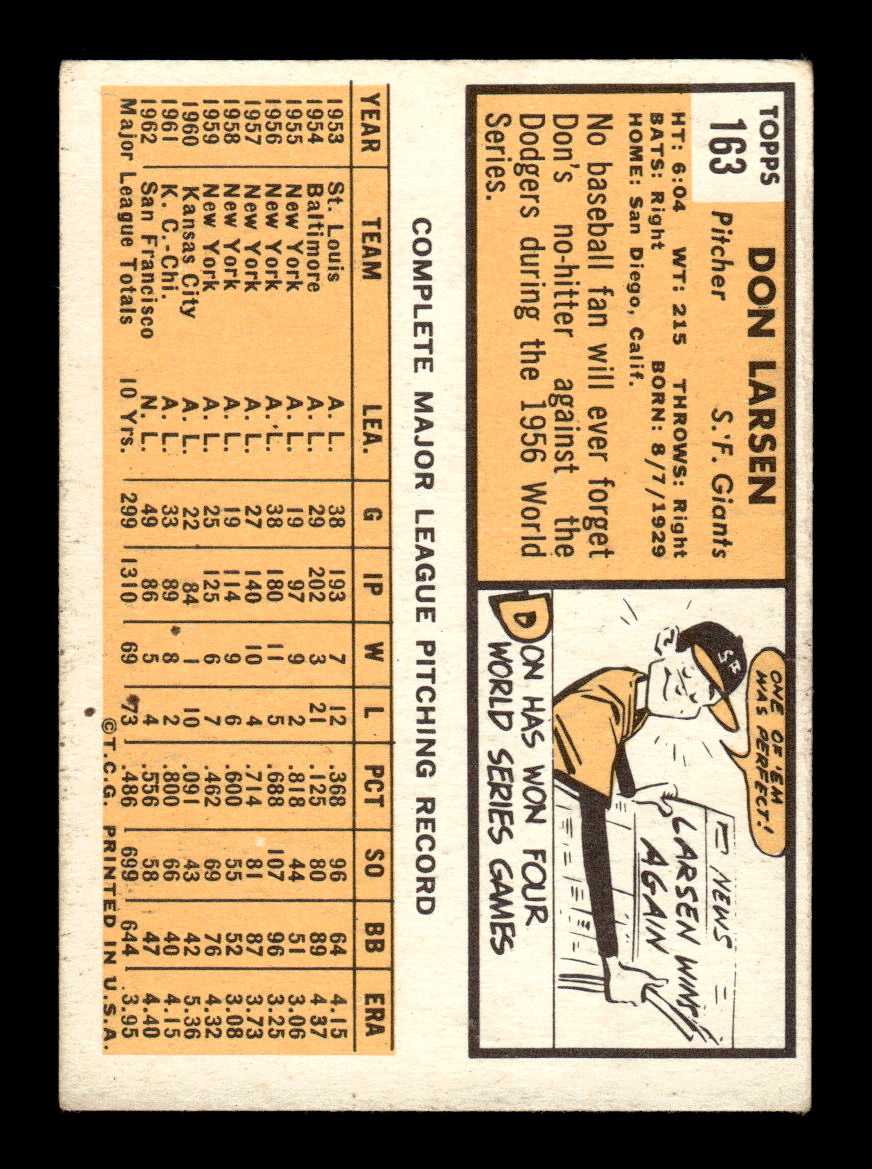 TOPPS
163
DON LARSEN
Pitcher S. F. Giants
HT: 6:04 WT: 215 THROWS: Right
BATS: Right BORN: 8/7/1929
HOME: San Diego, Calif.
No baseball fan will ever forget
Don's no-hitter against the
Dodgers during the 1956 World
Series.
ONE OF 'EM
WAS PERFECT!
NEWS
LARSEN WINS
AGAIN
DON HAS WON FOUR
WORLD SERIES GAMES
SF
COMPLETE MAJOR LEAGUE PITCHING RECORD
YEAR TEAM LEA. G IP W L PCT SO BB ERA
1953 St. Louis A. L. 38 193 7 12 .368 96 64 4.15
1954 Baltimore A. L. 29 202 3 21 .125 80 89 4.37
1955 New York A. L. 19 97 9 2 .818 44 51 3.06
1956 New York A. L. 38 180 11 5 .688 107 96 3.25
1957 New York A. L. 27 140 10 4 .714 81 87 3.73
1958 New York A. L. 19 114 9 6 .600 55 52 3.08
1959 New York A. L. 25 125 6 7 .462 69 76 4.32
1960 Kansas City A. L. 22 84 1 10 .091 43 42 5.36
1961 K. C.-Chi. A. L. 33 89 8 2 .800 66 40 4.15
1962 San Francisco N. L. 49 86 5 4 .556 58 47 4.40
Major League Totals 10 Yrs. 299 1310 69 73 .486 699 644 3.95
©T.C.G. PRINTED IN U.S.A.